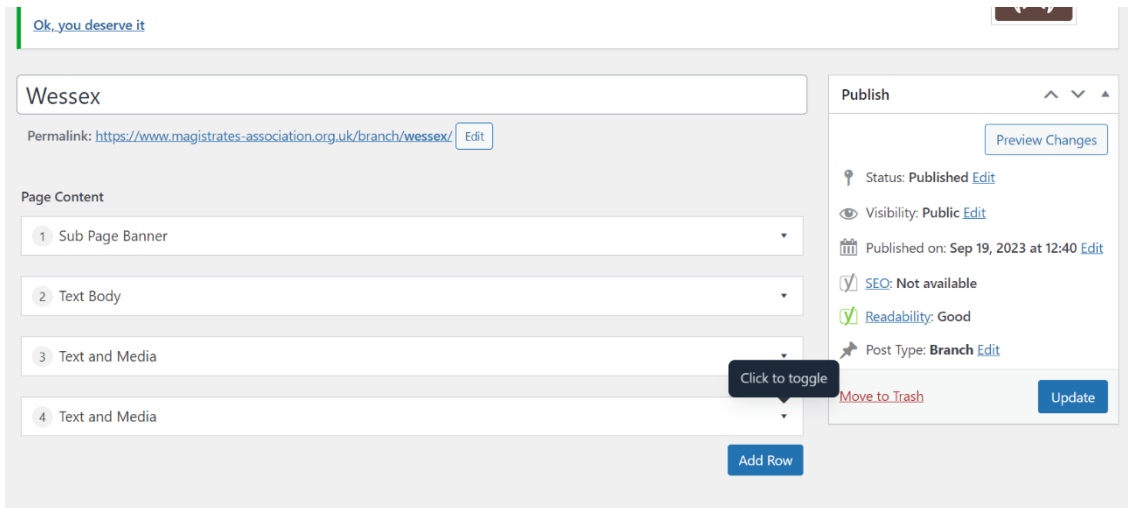 Ok, you deserve it
Wessex
Permalink: https://www.magistrates-association.org.uk/branch/wessex/ Edit
Page Content
1 Sub Page Banner
2 Text Body
3 Text and Media
4 Text and Media
Click to toggle
Add Row
Publish
Preview Changes
Status: Published Edit
Visibility: Public Edit
Published on: Sep 19, 2023 at 12:40 Edit
SEO: Not available
Readability: Good
Post Type: Branch Edit
Move to Trash Update